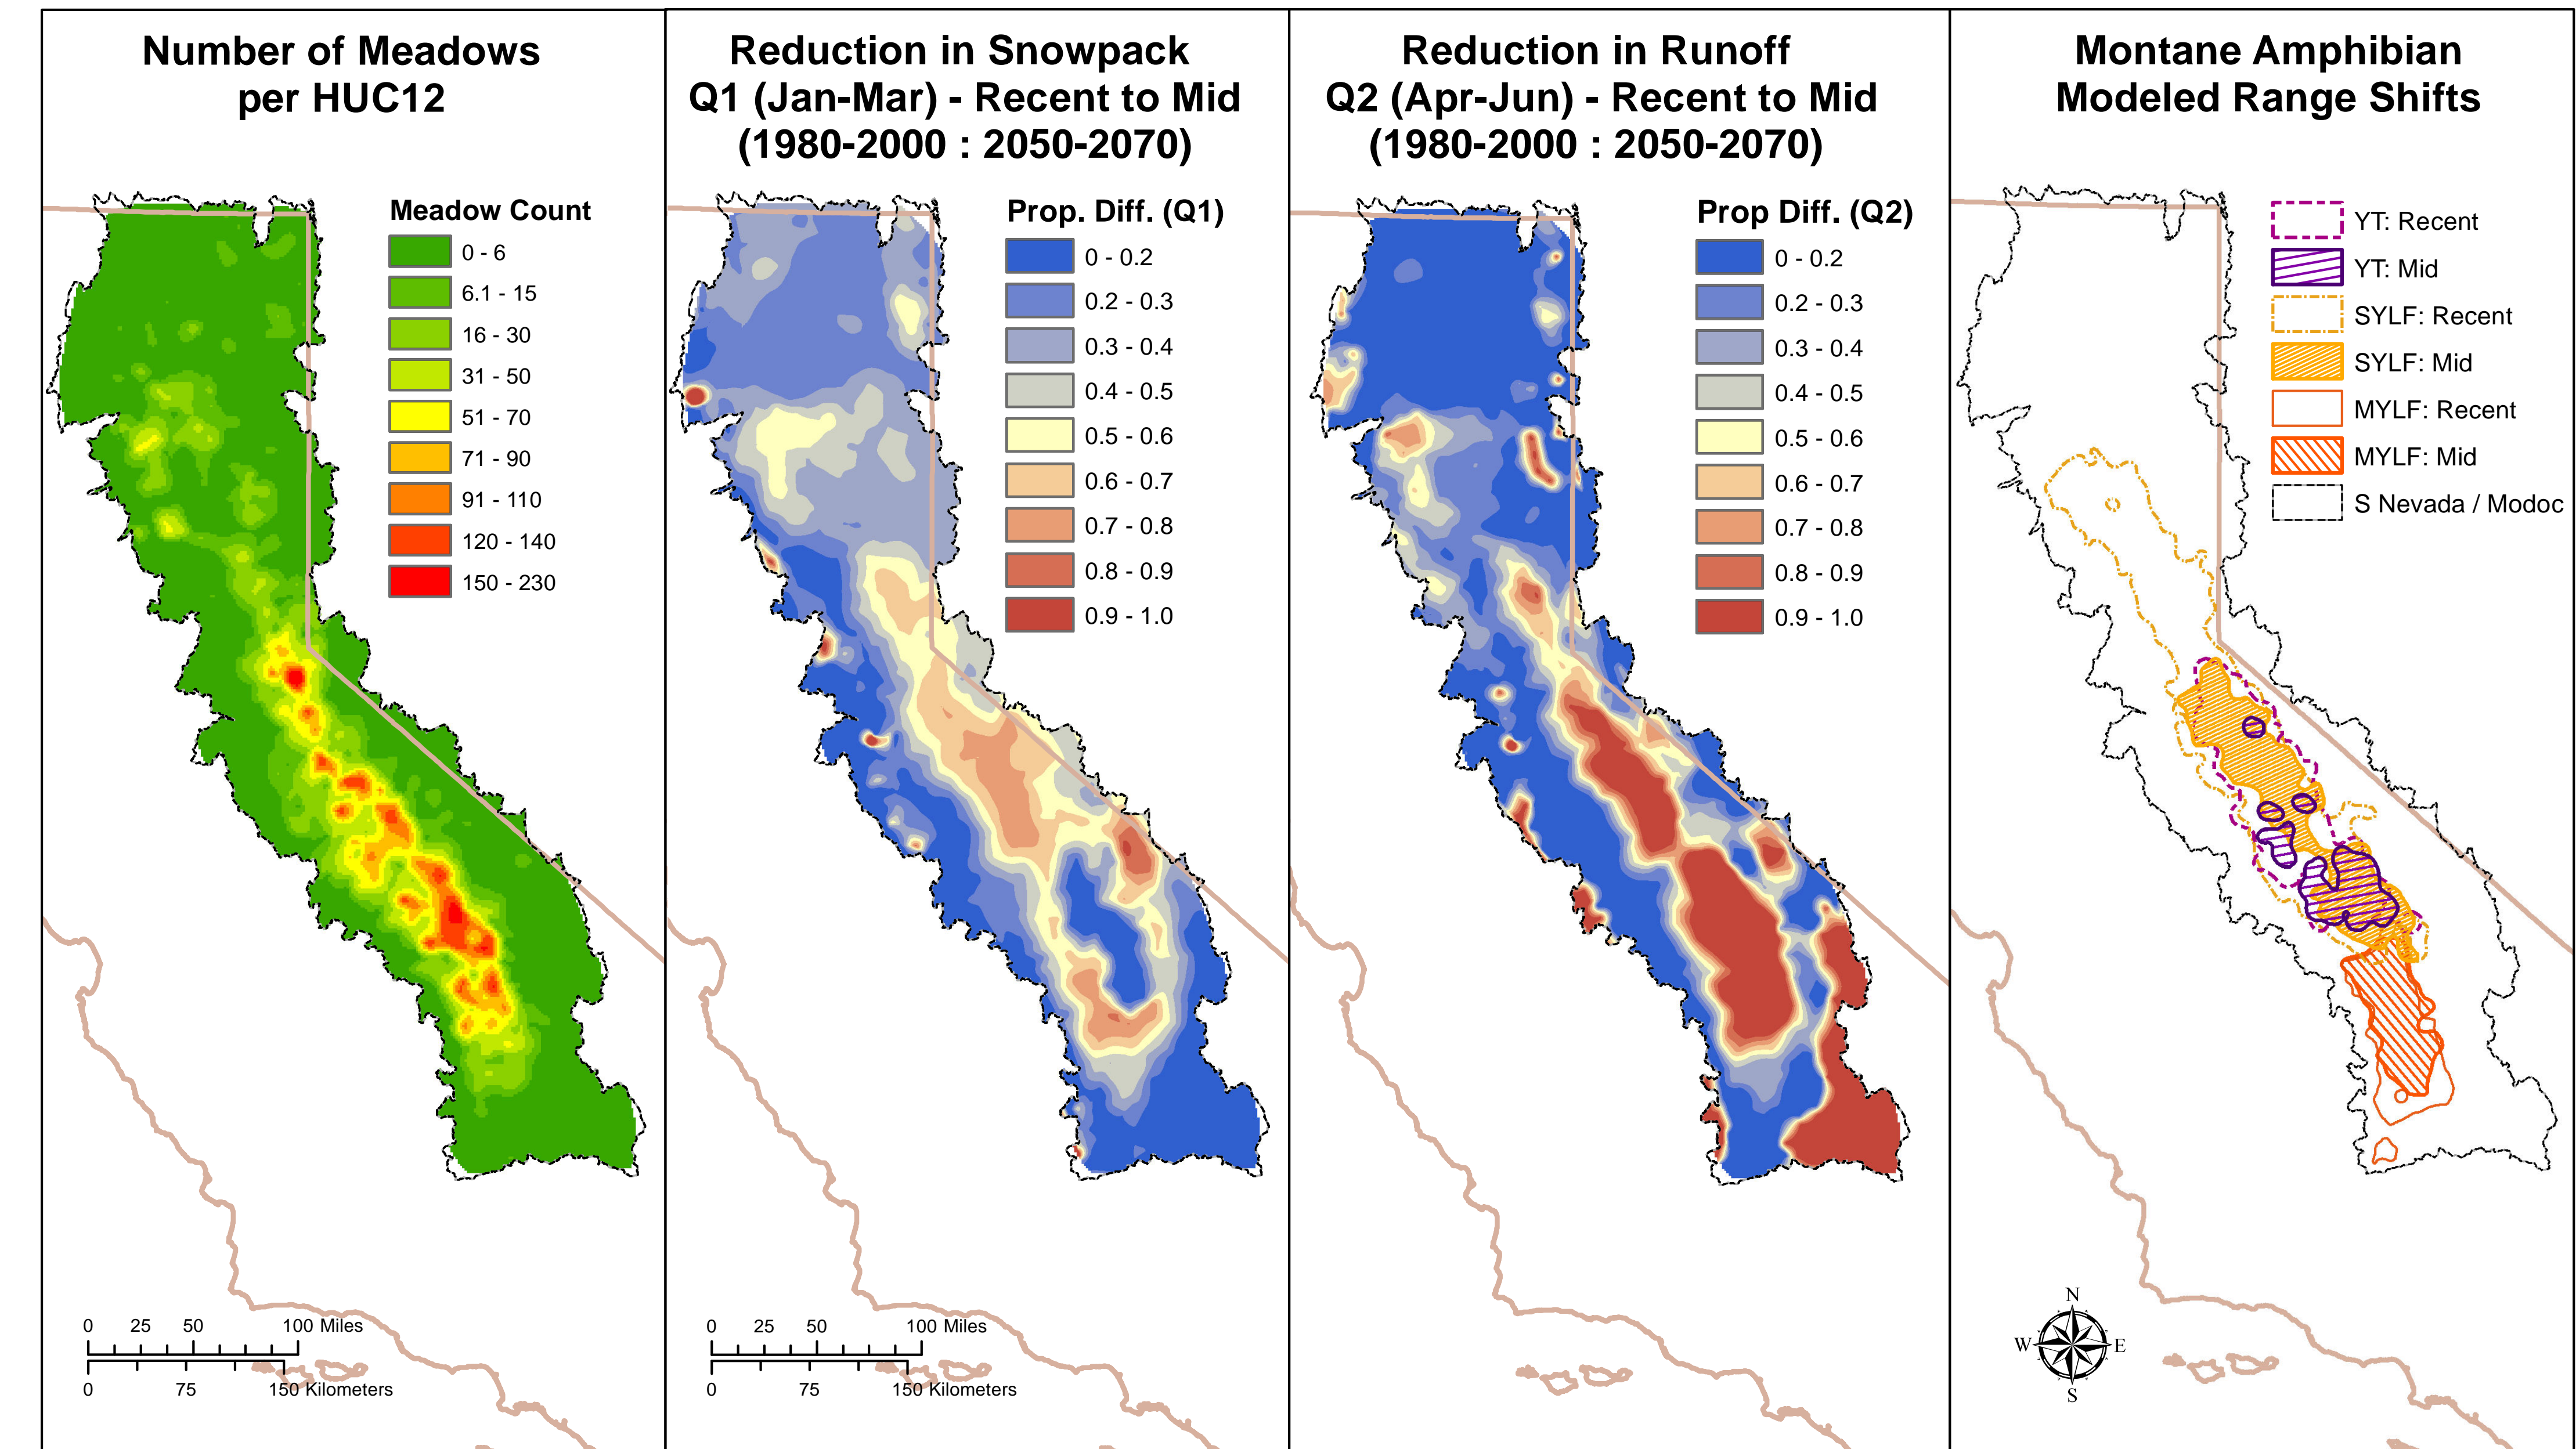 Number of Meadows
per HUC12
Meadow Count
0 - 6
6.1 - 15
16 - 30
31 - 50
51 - 70
71 - 90
91 - 110
120 - 140
150 - 230
0 25 50 100 Miles
0 75 150 Kilometers
Reduction in Snowpack
Q1 (Jan-Mar) - Recent to Mid
(1980-2000 : 2050-2070)
Prop. Diff. (Q1)
0 - 0.2
0.2 - 0.3
0.3 - 0.4
0.4 - 0.5
0.5 - 0.6
0.6 - 0.7
0.7 - 0.8
0.8 - 0.9
0.9 - 1.0
0 25 50 100 Miles
0 75 150 Kilometers
Reduction in Runoff
Q2 (Apr-Jun) - Recent to Mid
(1980-2000 : 2050-2070)
Prop Diff. (Q2)
0 - 0.2
0.2 - 0.3
0.3 - 0.4
0.4 - 0.5
0.5 - 0.6
0.6 - 0.7
0.7 - 0.8
0.8 - 0.9
0.9 - 1.0
Montane Amphibian
Modeled Range Shifts
YT: Recent
YT: Mid
SYLF: Recent
SYLF: Mid
MYLF: Recent
MYLF: Mid
S Nevada / Modoc
N
W E
S